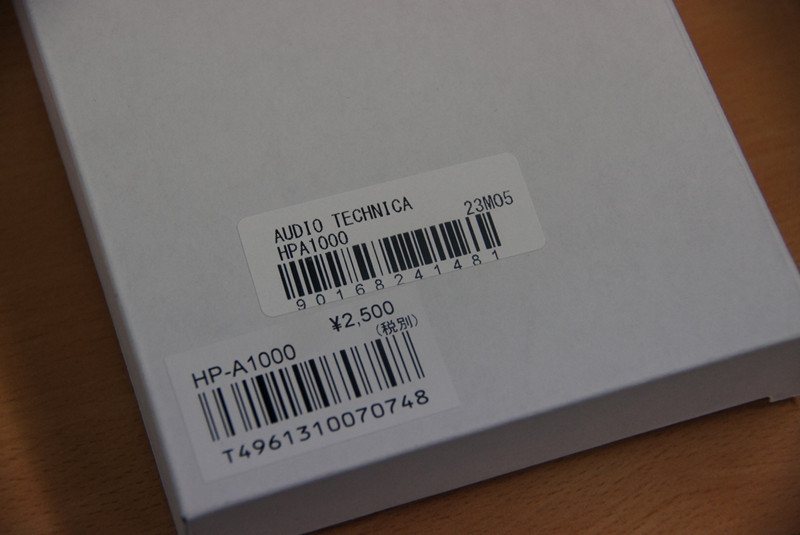 AUDIO TECHNICA
HPA1000 23M05
90168241481
¥2,500
(税別)
HP-A1000
T4961310070748